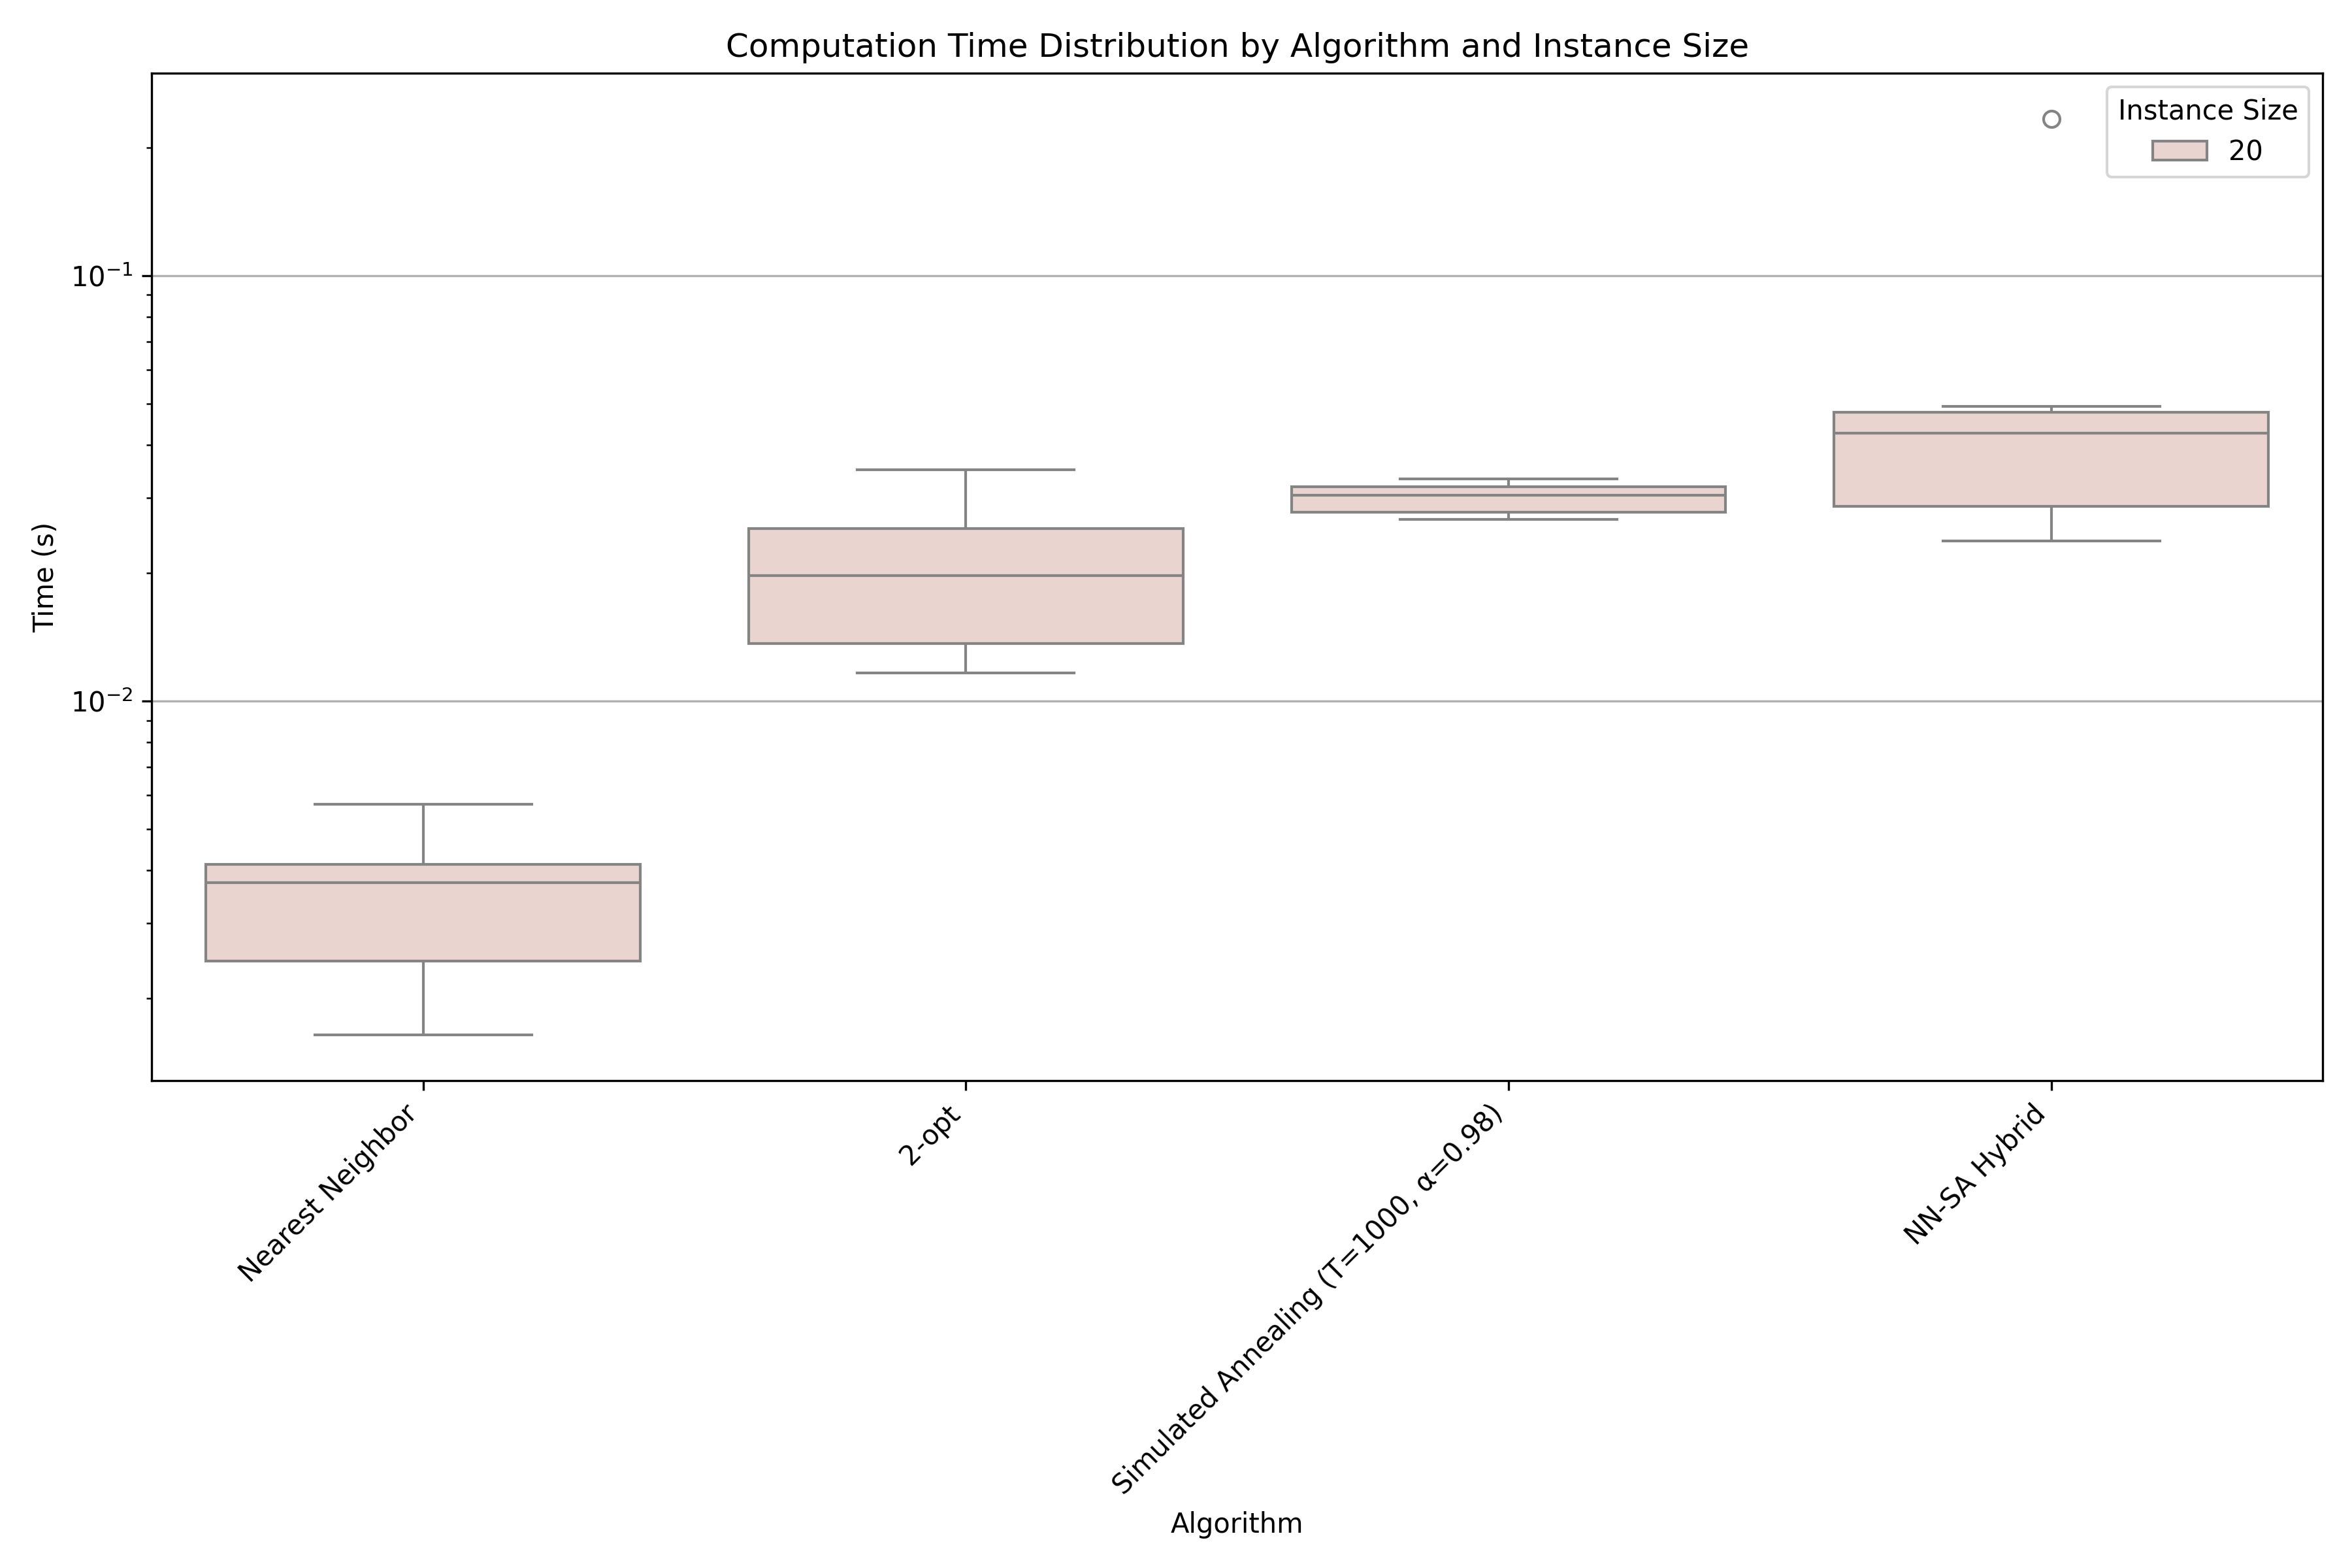 Computation Time Distribution by Algorithm and Instance Size
Instance Size
20
Time (s)
10⁻¹
10⁻²
Nearest Neighbor
2-opt
Simulated Annealing (T=1000, α=0.98)
NN-SA Hybrid
Algorithm